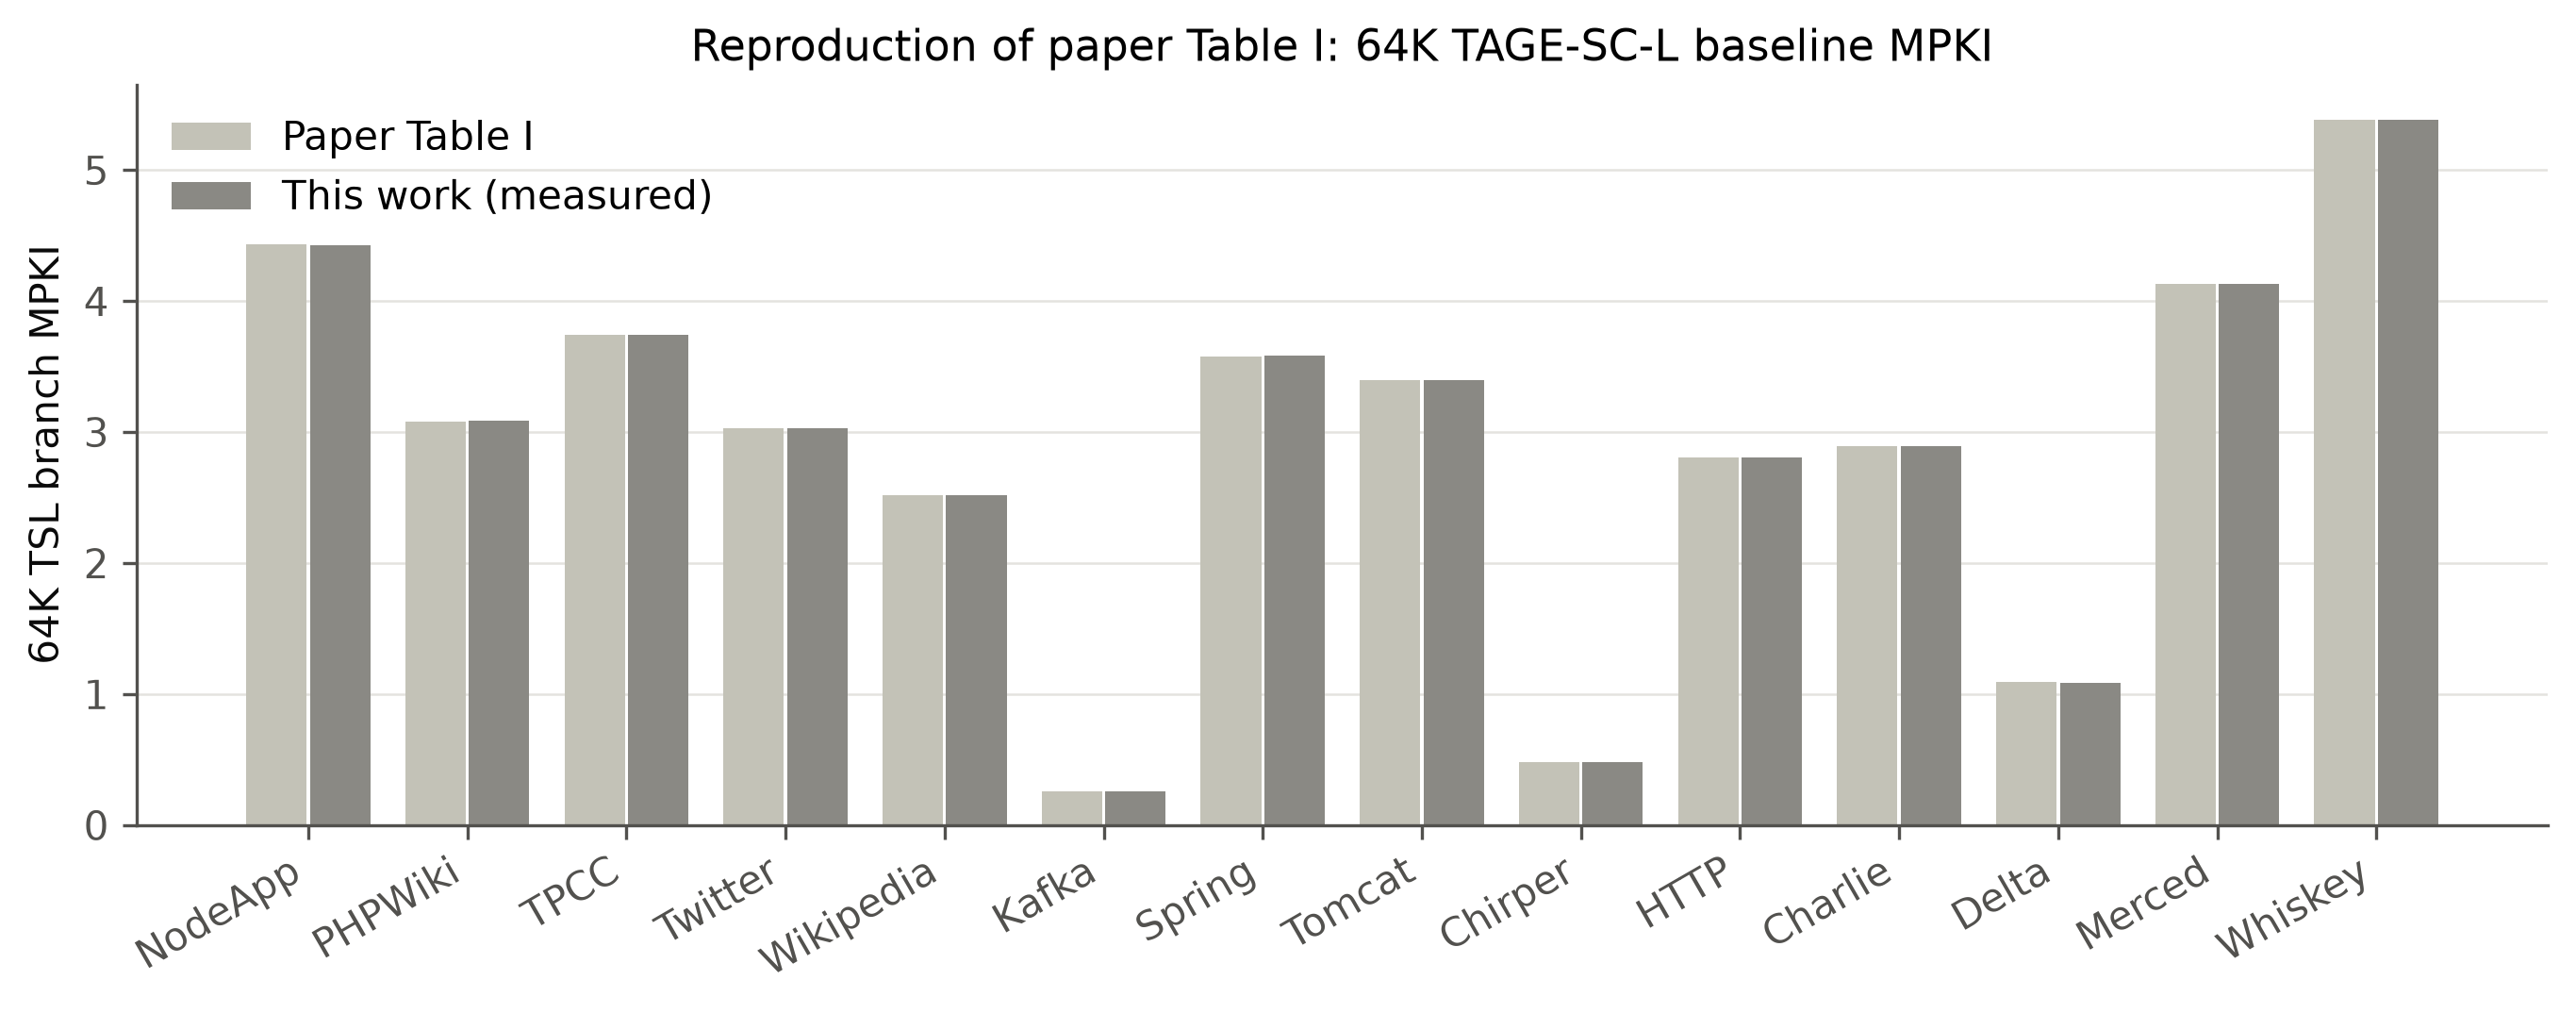 Reproduction of paper Table I: 64K TAGE-SC-L baseline MPKI
Paper Table I
This work (measured)
64K TSL branch MPKI
5
4
3
2
1
0
NodeApp
PHPWiki
TPCC
Twitter
Wikipedia
Kafka
Spring
Tomcat
Chirper
HTTP
Charlie
Delta
Merced
Whiskey